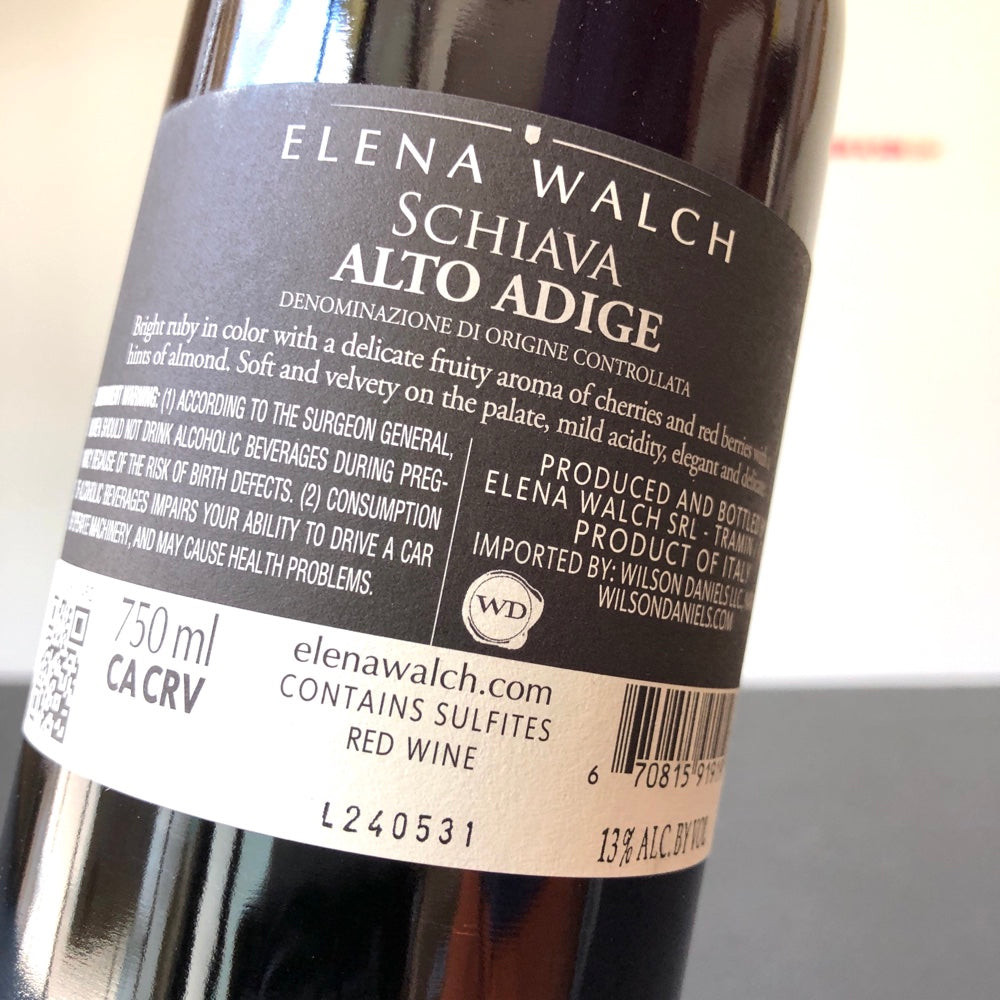 ELENA WALCH
SCHIAVA
ALTO ADIGE
DENOMINAZIONE DI ORIGINE CONTROLLATA
Bright ruby in color with a delicate fruity aroma of cherries and red berries with
hints of almond. Soft and velvety on the palate, mild acidity, elegant and
WARNING: (1) ACCORDING TO THE SURGEON GENERAL,
SHOULD NOT DRINK ALCOHOLIC BEVERAGES DURING PREG-
BECAUSE OF THE RISK OF BIRTH DEFECTS. (2) CONSUMPTION
ALCOHOLIC BEVERAGES IMPAIRS YOUR ABILITY TO DRIVE A CAR
MACHINERY, AND MAY CAUSE HEALTH PROBLEMS.
PRODUCED AND
ELENA WALCH SRL - TRAMIN
PRODUCT OF ITALY
IMPORTED BY: WILSON DANIELS LLC,
WILSONDANIELS.COM
WD
750 ml
CA CRV
elenawalch.com
CONTAINS SULFITES
RED WINE
6 70815
L240531
13% ALC. BY VOL